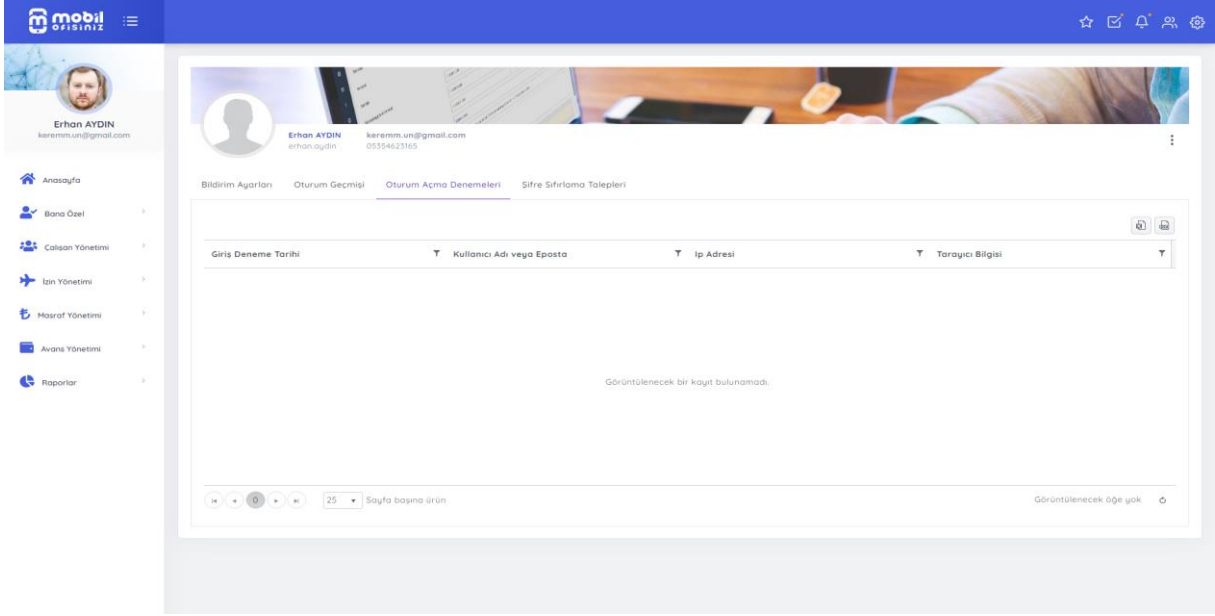 mobil
ofisiniz
Erhan AYDIN
keremm.un@gmail.com
Anasayfa
Bana Özel
Çalışan Yönetimi
İzin Yönetimi
Masraf Yönetimi
Avans Yönetimi
Raporlar
Erhan AYDIN keremm.un@gmail.com
erhan.aydin 05354623165
Bildirim Ayarları Oturum Geçmişi Oturum Açma Denemeleri Şifre Sıfırlama Talepleri
Giriş Deneme Tarihi Kullanıcı Adı veya Eposta Ip Adresi Tarayıcı Bilgisi
Görüntülenecek bir kayıt bulunamadı.
0 25 Sayfa başına ürün Görüntülenecek öğe yok